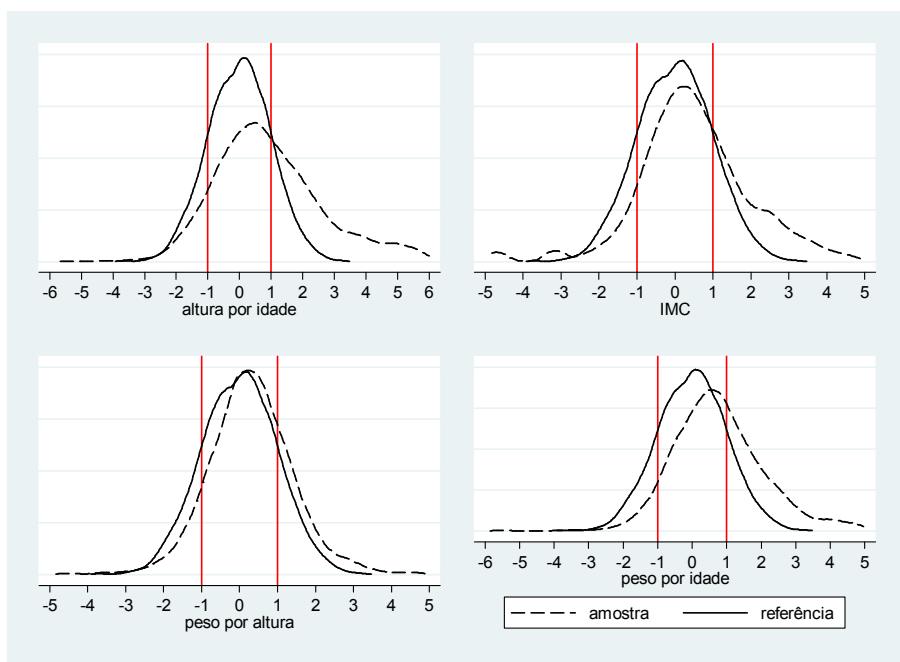 -6 -5 -4 -3 -2 -1 0 1 2 3 4 5 6
altura por idade
-5 -4 -3 -2 -1 0 1 2 3 4 5
IMC
-5 -4 -3 -2 -1 0 1 2 3 4 5
peso por altura
-6 -5 -4 -3 -2 -1 0 1 2 3 4 5
peso por idade
amostra referência